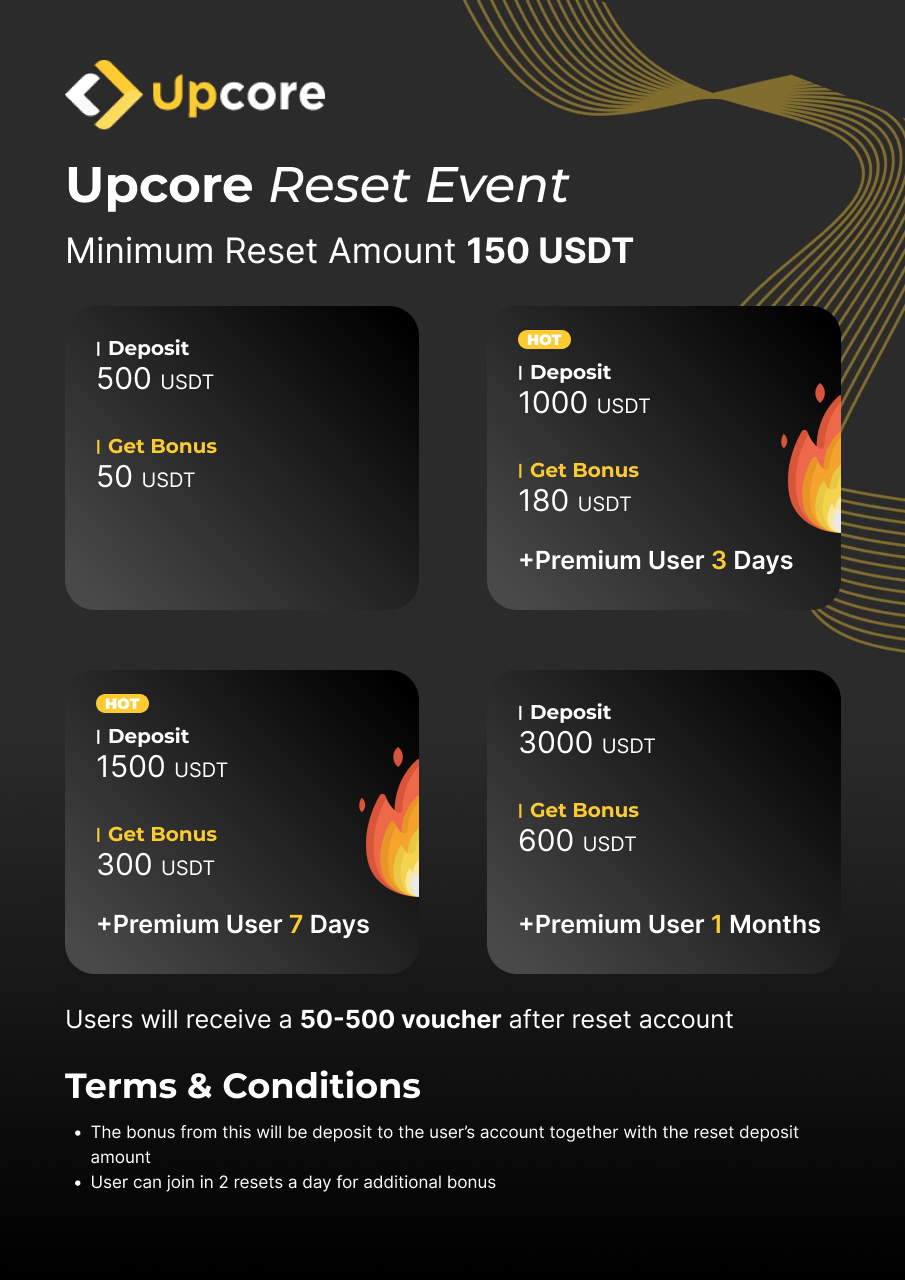 Upcore
Upcore Reset Event
Minimum Reset Amount 150 USDT
Deposit
500 USDT
Get Bonus
50 USDT
HOT
Deposit
1000 USDT
Get Bonus
180 USDT
+Premium User 3 Days
HOT
Deposit
1500 USDT
Get Bonus
300 USDT
+Premium User 7 Days
Deposit
3000 USDT
Get Bonus
600 USDT
+Premium User 1 Months
Users will receive a 50-500 voucher after reset account
Terms & Conditions
• The bonus from this will be deposit to the user’s account together with the reset deposit
amount
• User can join in 2 resets a day for additional bonus